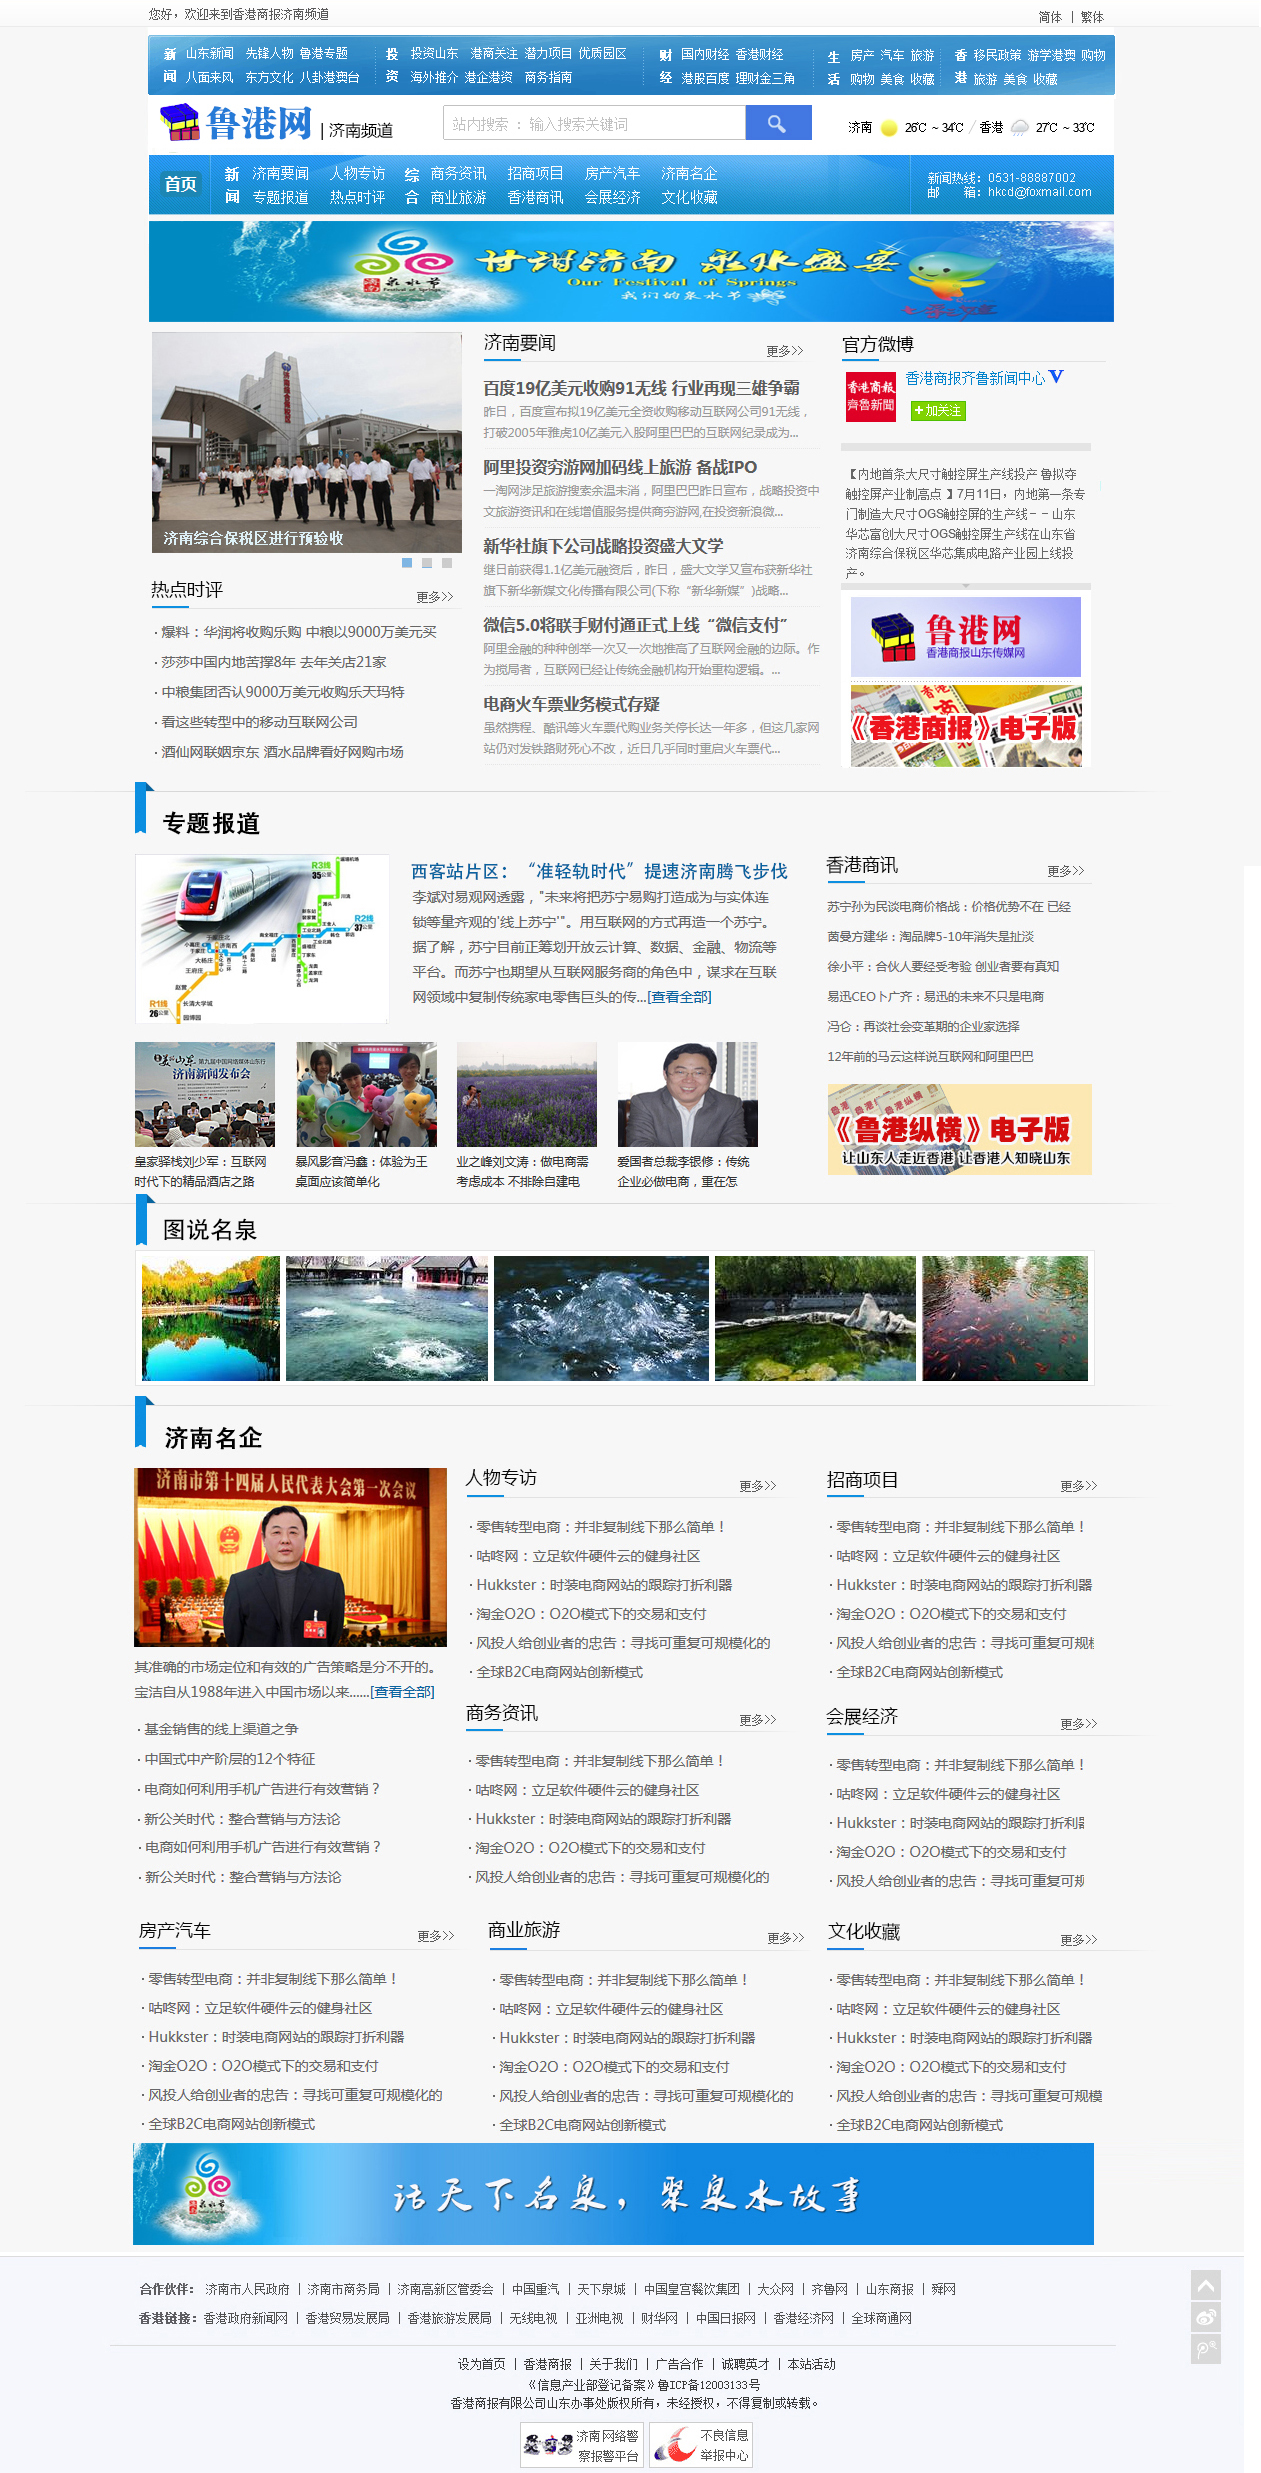 您好，欢迎来到香港商报济南频道
简体 | 繁体
新闻 山东新闻 先锋人物 鲁港专题
八面来风 东方文化 八卦港澳台
投资 投资山东 港商关注 潜力项目 优质园区
海外推介 港企港资 商务指南
财经 国内财经 香港财经
港股百度 理财金三角
生活 房产 汽车 旅游
购物 美食 收藏
香港 移民政策 游学港澳 购物
旅游 美食 收藏
鲁港网 | 济南频道
站内搜索 : 输入搜索关键词
济南 26℃ ~ 34℃ / 香港 27℃ ~ 33℃
首页
新闻 济南要闻 人物专访
专题报道 热点时评
综合 商务资讯 招商项目 房产汽车 济南名企
商业旅游 香港商讯 会展经济 文化收藏
新闻热线: 0531-88887002
邮 箱: hkcd@foxmail.com
泉水节
Festival of Springs
甘甜济南 泉水盛宴
Our Festival of Springs
我们的泉水节
济南综合保税区进行预验收
热点时评
更多>>
· 爆料：华润将收购乐购 中粮以9000万美元买
· 莎莎中国内地苦撑8年 去年关店21家
· 中粮集团否认9000万美元收购乐天玛特
· 看这些转型中的移动互联网公司
· 酒仙网联姻京东 酒水品牌看好网购市场
济南要闻
更多>>
百度19亿美元收购91无线 行业再现三雄争霸
昨日，百度宣布拟19亿美元全资收购移动互联网公司91无线，
打破2005年雅虎10亿美元入股阿里巴巴的互联网纪录成为...
阿里投资穷游网加码线上旅游 备战IPO
一淘网涉足旅游搜索余温未消，阿里巴巴昨日宣布，战略投资中
文旅游资讯和在线增值服务提供商穷游网,在投资新浪微...
新华社旗下公司战略投资盛大文学
继日前获得1.1亿美元融资后，昨日，盛大文学又宣布获新华社
旗下新华新媒文化传播有限公司(下称“新华新媒”)战略...
微信5.0将联手财付通正式上线“微信支付”
阿里金融的种种创举一次又一次地推高了互联网金融的边际。作
为搅局者，互联网已经让传统金融机构开始重构逻辑。...
电商火车票业务模式存疑
虽然携程、酷讯等火车票代购业务关停长达一年多，但这几家网
站仍对发铁路财死心不改，近日几乎同时重启火车票代...
官方微博
香港商報
齊魯新聞
香港商报齐鲁新闻中心 V
+加关注
【内地首条大尺寸触控屏生产线投产 鲁拟夺
触控屏产业制高点 】7月11日，内地第一条专
门制造大尺寸OGS触控屏的生产线－－山东
华芯富创大尺寸OGS触控屏生产线在山东省
济南综合保税区华芯集成电路产业园上线投
产。
鲁港网
香港商报山东传媒网
《香港商报》电子版
专题报道
R3线
35公里
R2线
37公里
R1线
26公里
长清大学城
园博园
西客站片区：“准轻轨时代”提速济南腾飞步伐
李斌对易观网透露，"未来将把苏宁易购打造成为与实体连
锁等量齐观的'线上苏宁'"。用互联网的方式再造一个苏宁。
据了解，苏宁目前正筹划开放云计算、数据、金融、物流等
平台。而苏宁也期望从互联网服务商的角色中，谋求在互联
网领域中复制传统家电零售巨头的传...[查看全部]
第九届中国网络媒体山东行
济南新闻发布会
皇家驿栈刘少军：互联网
时代下的精品酒店之路
暴风影音冯鑫：体验为王
桌面应该简单化
业之峰刘文涛：做电商需
考虑成本 不排除自建电
爱国者总裁李银修：传统
企业必做电商，重在怎
香港商讯
更多>>
苏宁孙为民谈电商价格战：价格优势不在 已经
茵曼方建华：淘品牌5-10年消失是扯淡
徐小平：合伙人要经受考验 创业者要有真知
易迅CEO卜广齐：易迅的未来不只是电商
冯仑：再谈社会变革期的企业家选择
12年前的马云这样说互联网和阿里巴巴
《鲁港纵横》电子版
让山东人走近香港 让香港人知晓山东
图说名泉
济南名企
济南市第十四届人民代表大会第一次会议
其准确的市场定位和有效的广告策略是分不开的。
宝洁自从1988年进入中国市场以来......[查看全部]
· 基金销售的线上渠道之争
· 中国式中产阶层的12个特征
· 电商如何利用手机广告进行有效营销？
· 新公关时代：整合营销与方法论
· 电商如何利用手机广告进行有效营销？
· 新公关时代：整合营销与方法论
人物专访
更多>>
· 零售转型电商：并非复制线下那么简单！
· 咕咚网：立足软件硬件云的健身社区
· Hukkster：时装电商网站的跟踪打折利器
· 淘金O2O：O2O模式下的交易和支付
· 风投人给创业者的忠告：寻找可重复可规模化的
· 全球B2C电商网站创新模式
招商项目
更多>>
· 零售转型电商：并非复制线下那么简单！
· 咕咚网：立足软件硬件云的健身社区
· Hukkster：时装电商网站的跟踪打折利器
· 淘金O2O：O2O模式下的交易和支付
· 风投人给创业者的忠告：寻找可重复可规模
· 全球B2C电商网站创新模式
商务资讯
更多>>
· 零售转型电商：并非复制线下那么简单！
· 咕咚网：立足软件硬件云的健身社区
· Hukkster：时装电商网站的跟踪打折利器
· 淘金O2O：O2O模式下的交易和支付
· 风投人给创业者的忠告：寻找可重复可规模化的
会展经济
更多>>
· 零售转型电商：并非复制线下那么简单！
· 咕咚网：立足软件硬件云的健身社区
· Hukkster：时装电商网站的跟踪打折利器
· 淘金O2O：O2O模式下的交易和支付
· 风投人给创业者的忠告：寻找可重复可规
房产汽车
更多>>
· 零售转型电商：并非复制线下那么简单！
· 咕咚网：立足软件硬件云的健身社区
· Hukkster：时装电商网站的跟踪打折利器
· 淘金O2O：O2O模式下的交易和支付
· 风投人给创业者的忠告：寻找可重复可规模化的
· 全球B2C电商网站创新模式
商业旅游
更多>>
· 零售转型电商：并非复制线下那么简单！
· 咕咚网：立足软件硬件云的健身社区
· Hukkster：时装电商网站的跟踪打折利器
· 淘金O2O：O2O模式下的交易和支付
· 风投人给创业者的忠告：寻找可重复可规模化的
· 全球B2C电商网站创新模式
文化收藏
更多>>
· 零售转型电商：并非复制线下那么简单！
· 咕咚网：立足软件硬件云的健身社区
· Hukkster：时装电商网站的跟踪打折利器
· 淘金O2O：O2O模式下的交易和支付
· 风投人给创业者的忠告：寻找可重复可规模
· 全球B2C电商网站创新模式
泉水节
话天下名泉，聚泉水故事
合作伙伴： 济南市人民政府 | 济南市商务局 | 济南高新区管委会 | 中国重汽 | 天下泉城 | 中国皇宫餐饮集团 | 大众网 | 齐鲁网 | 山东商报 | 舜网
香港链接：香港政府新闻网 | 香港贸易发展局 | 香港旅游发展局 | 无线电视 | 亚洲电视 | 财华网 | 中国日报网 | 香港经济网 | 全球商通网
设为首页 | 香港商报 | 关于我们 | 广告合作 | 诚聘英才 | 本站活动
《信息产业部登记备案》鲁ICP备12003133号
香港商报有限公司山东办事处版权所有，未经授权，不得复制或转载。
济南网络警
察报警平台
不良信息
举报中心